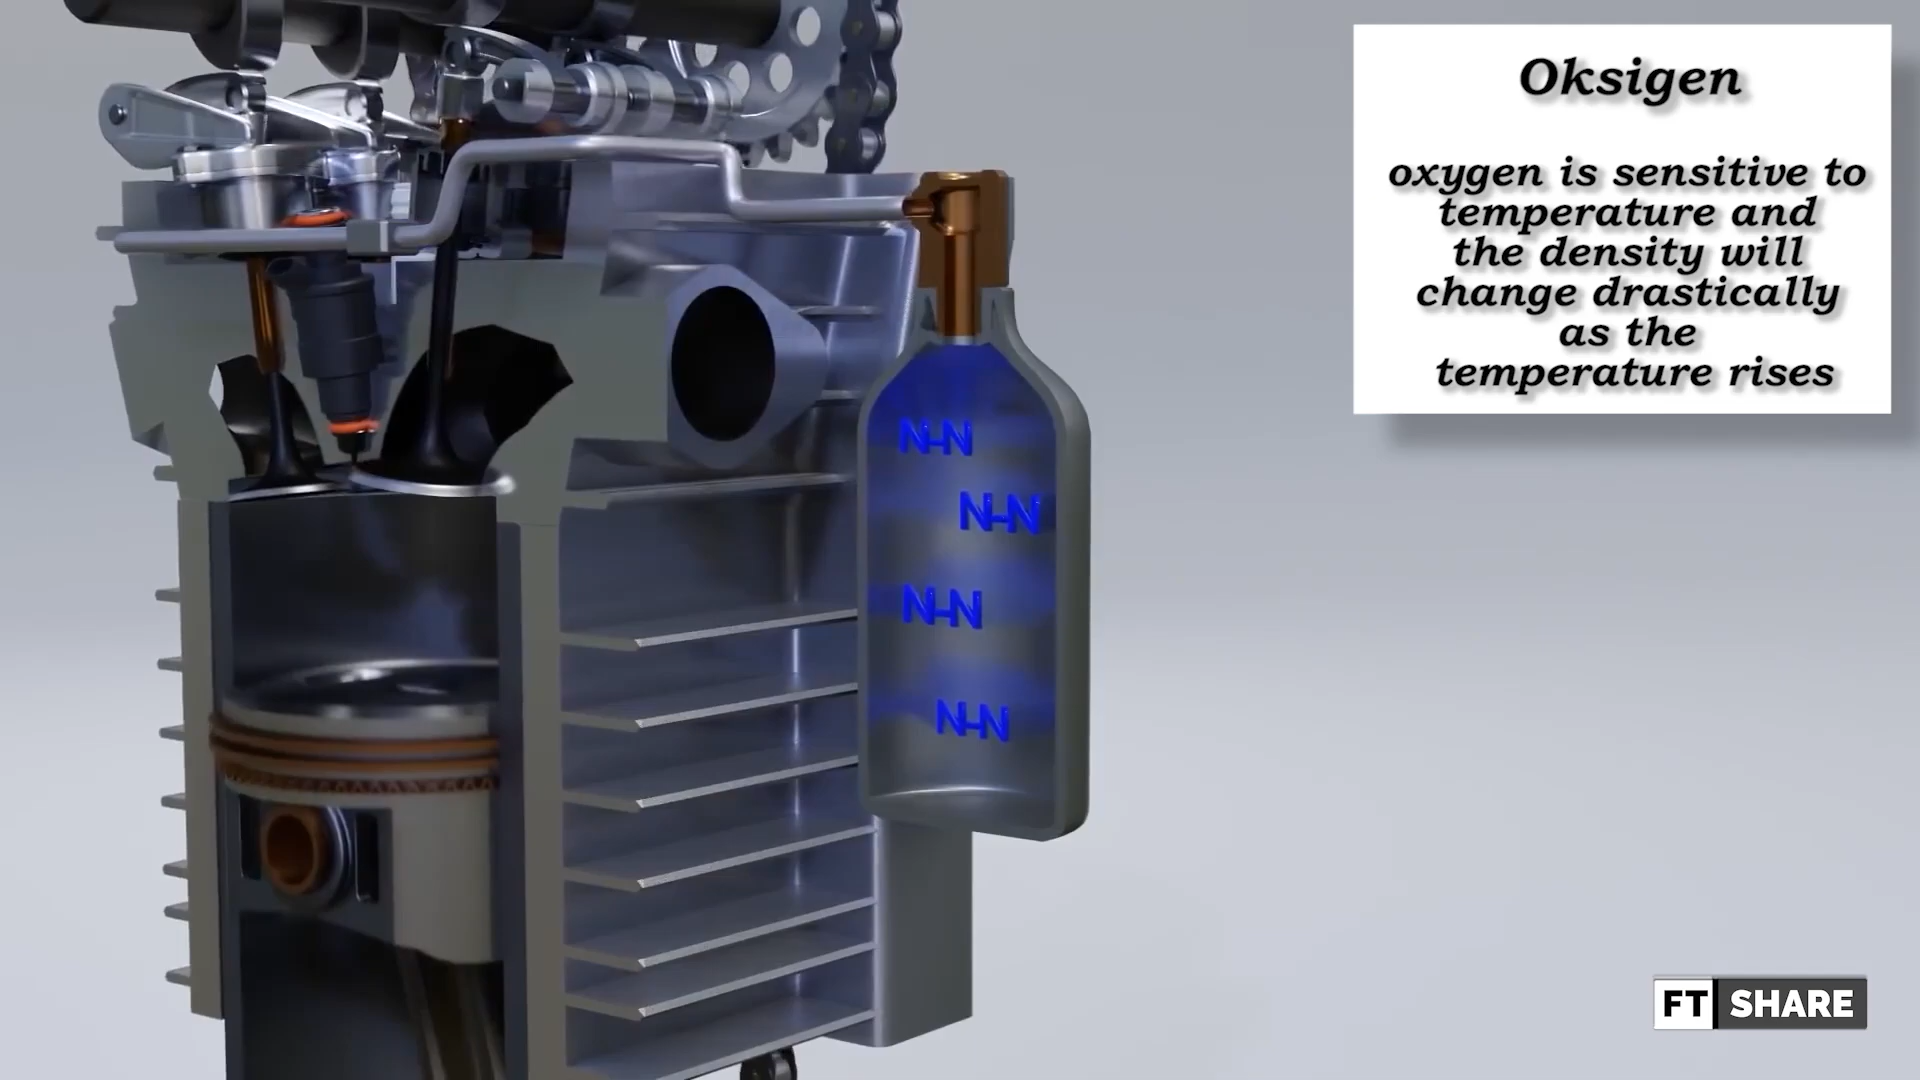 Oksigen
oxygen is sensitive to
temperature and
the density will
change drastically
as the
temperature rises
N-N
N-N
N-N
N-N
FT SHARE